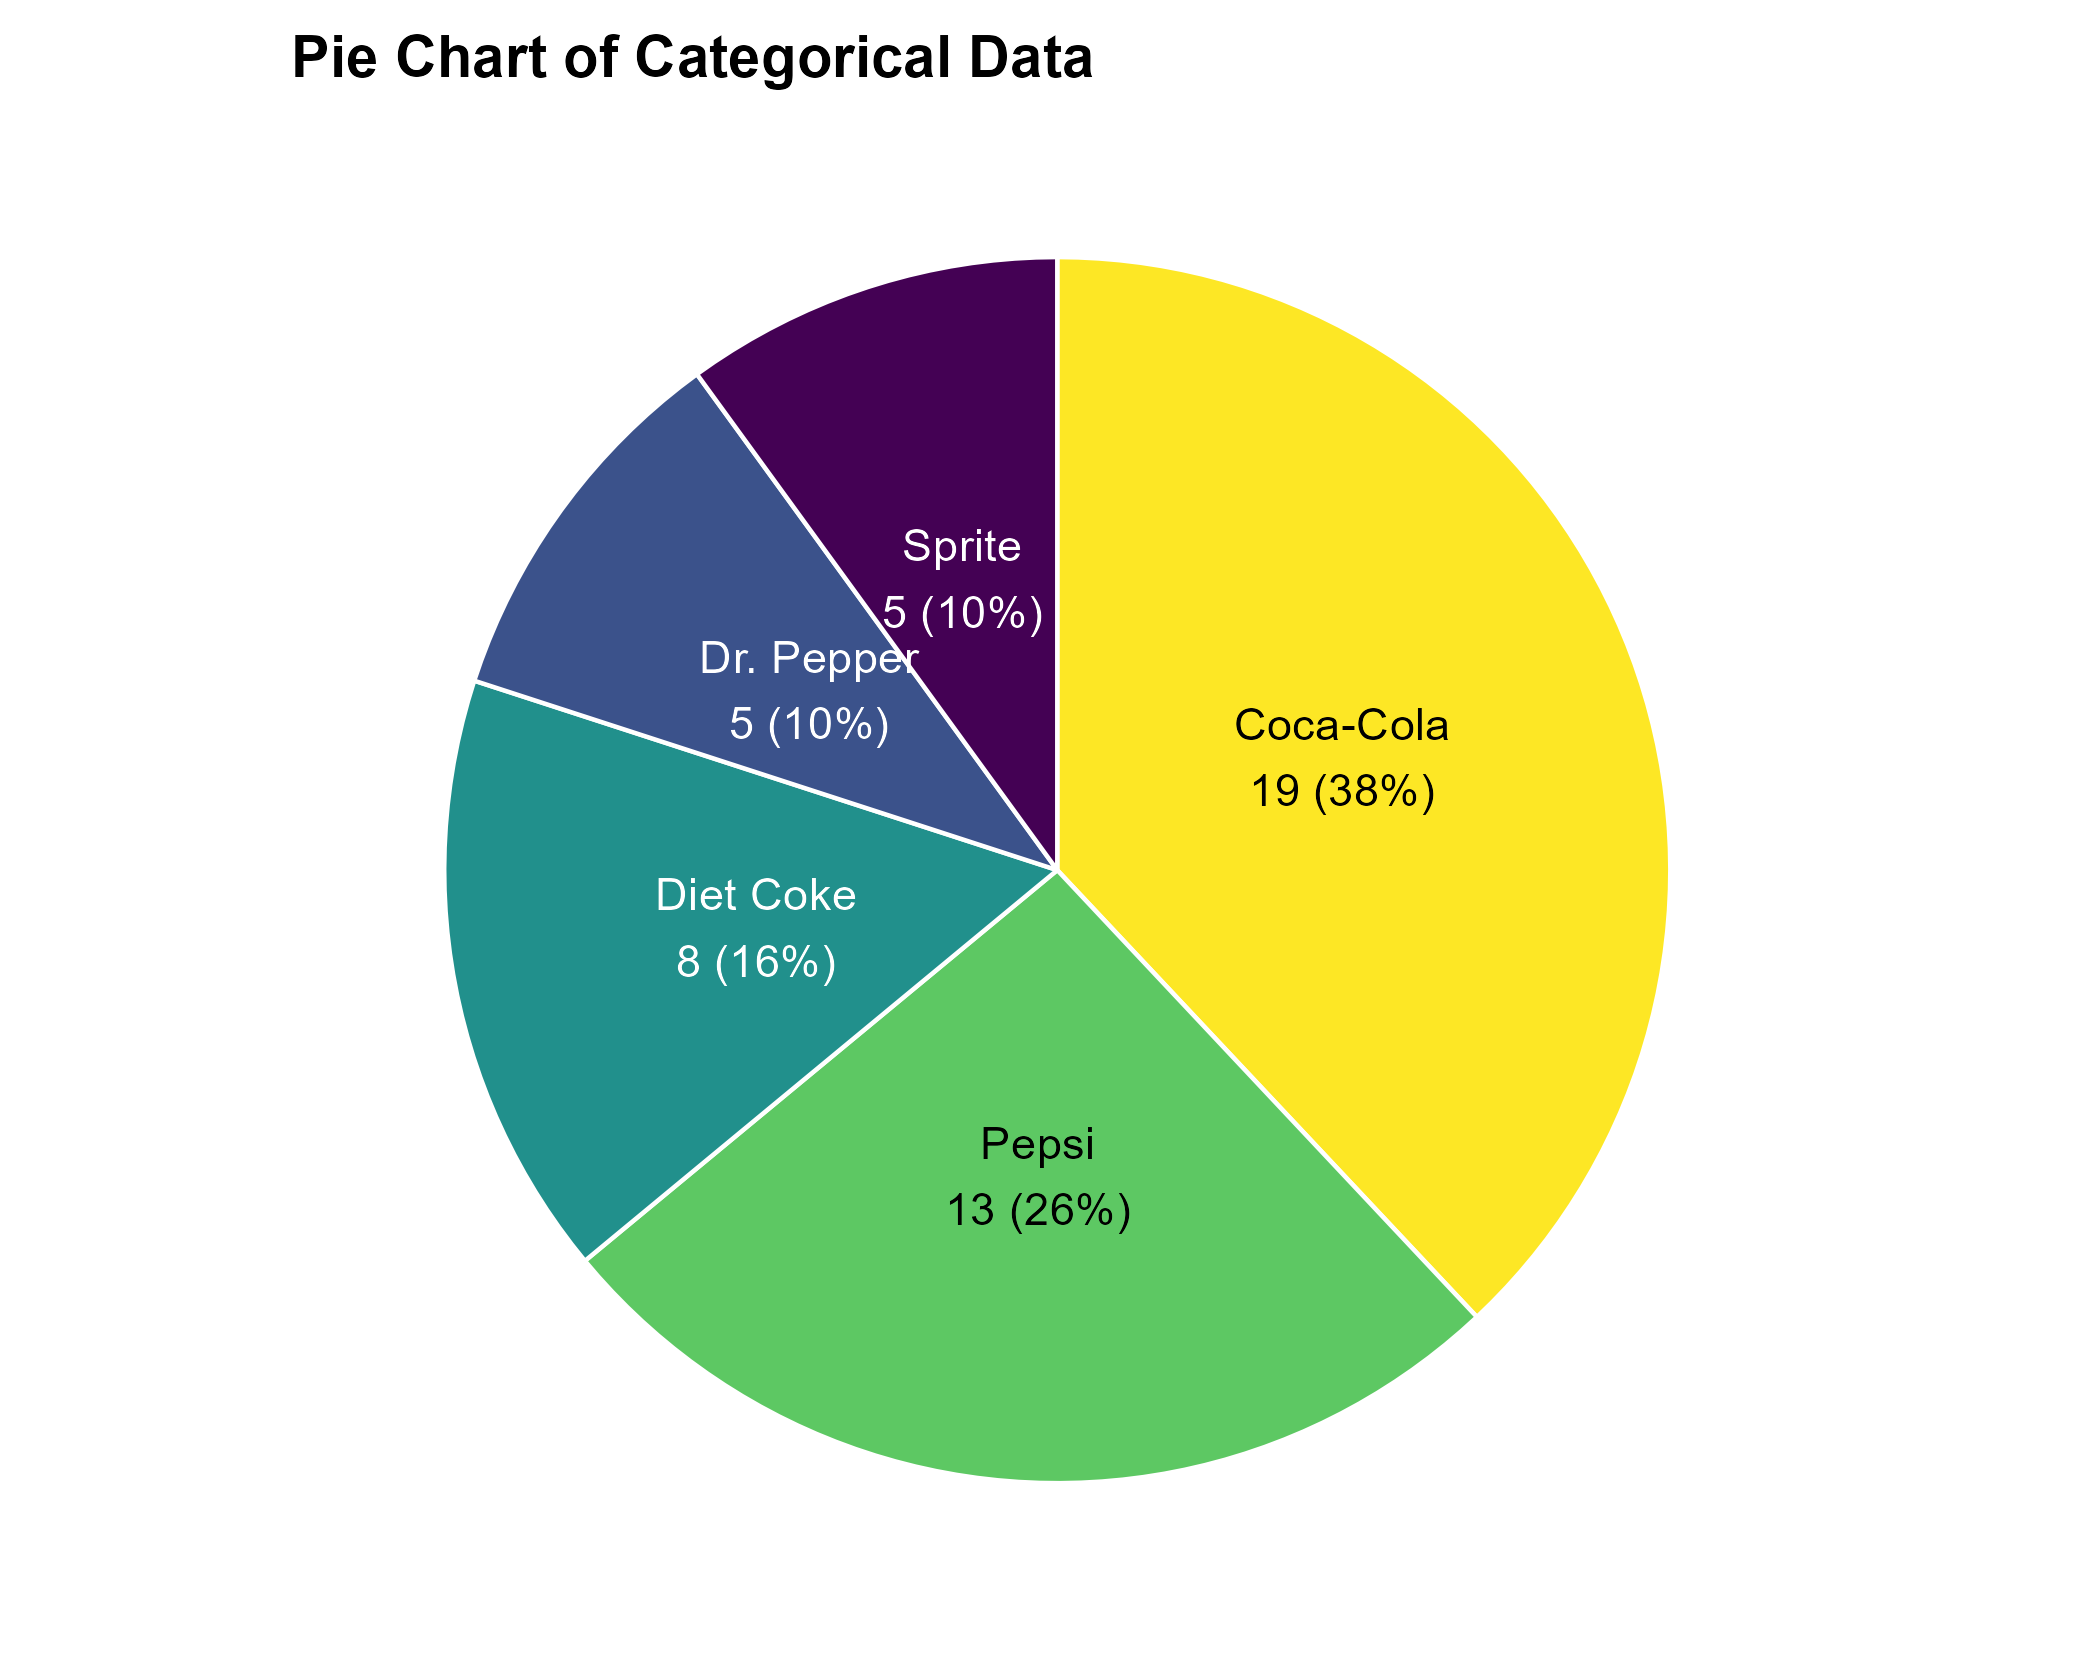 Pie Chart of Categorical Data
Sprite
5 (10%)
Dr. Pepper
5 (10%)
Coca-Cola
19 (38%)
Diet Coke
8 (16%)
Pepsi
13 (26%)